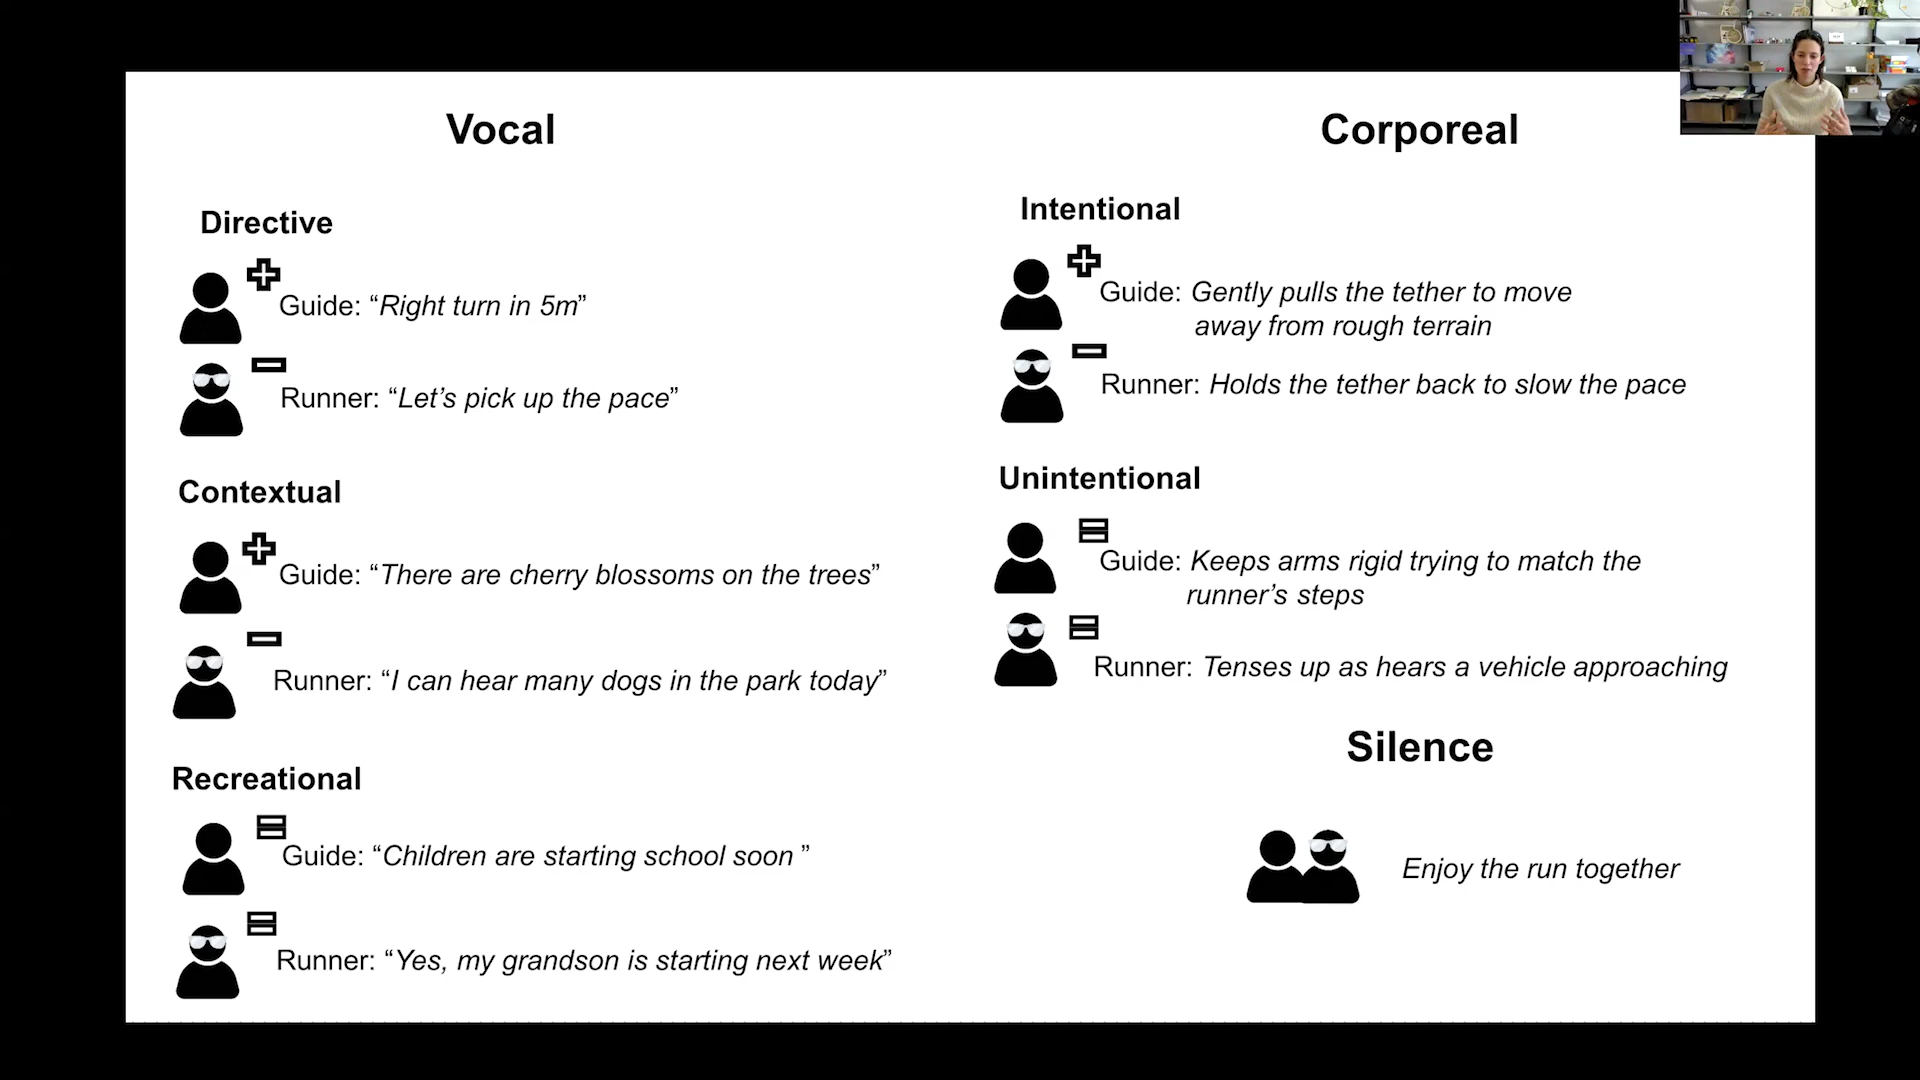 Vocal
Directive
Guide: “Right turn in 5m”
Runner: “Let’s pick up the pace”
Contextual
Guide: “There are cherry blossoms on the trees”
Runner: “I can hear many dogs in the park today”
Recreational
Guide: “Children are starting school soon ”
Runner: “Yes, my grandson is starting next week”
Corporeal
Intentional
Guide: Gently pulls the tether to move
away from rough terrain
Runner: Holds the tether back to slow the pace
Unintentional
Guide: Keeps arms rigid trying to match the
runner’s steps
Runner: Tenses up as hears a vehicle approaching
Silence
Enjoy the run together